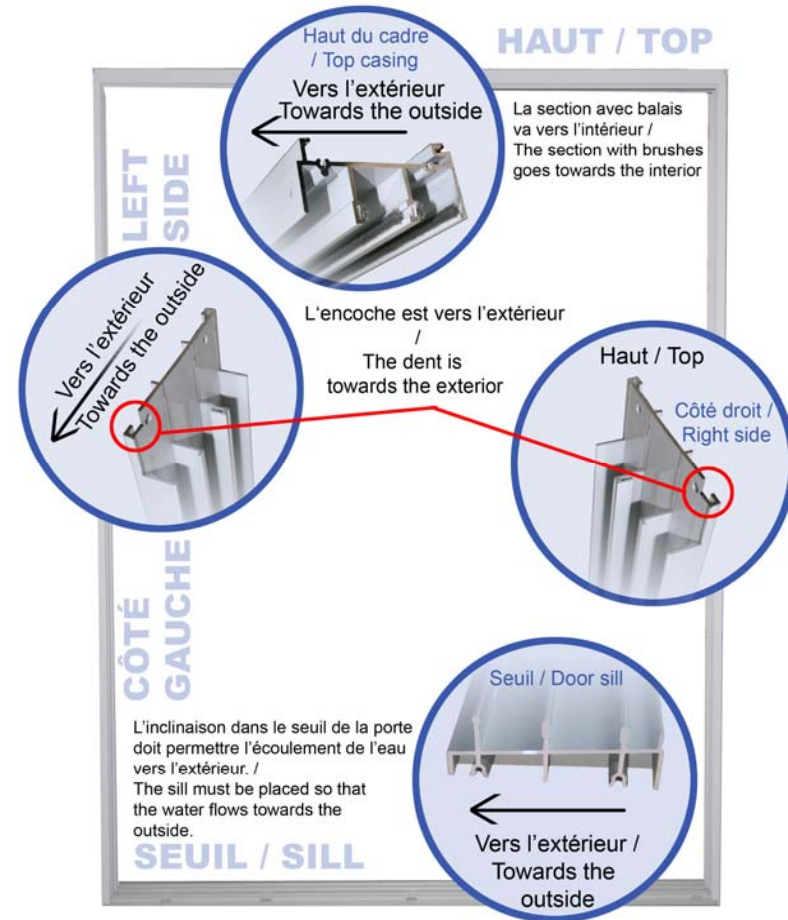 HAUT / TOP
Haut du cadre
/ Top casing
Vers l’extérieur
Towards the outside
La section avec balais
va vers l’intérieur /
The section with brushes
goes towards the interior
LEFT
SIDE
Vers l’extérieur
Towards the outside
L‘encoche est vers l’extérieur
/
The dent is
towards the exterior
Haut / Top
Côté droit /
Right side
CÔTÉ
GAUCHE
Seuil / Door sill
L’inclinaison dans le seuil de la porte
doit permettre l’écoulement de l’eau
vers l’extérieur. /
The sill must be placed so that
the water flows towards the
outside.
Vers l’extérieur /
Towards the
outside
SEUIL / SILL